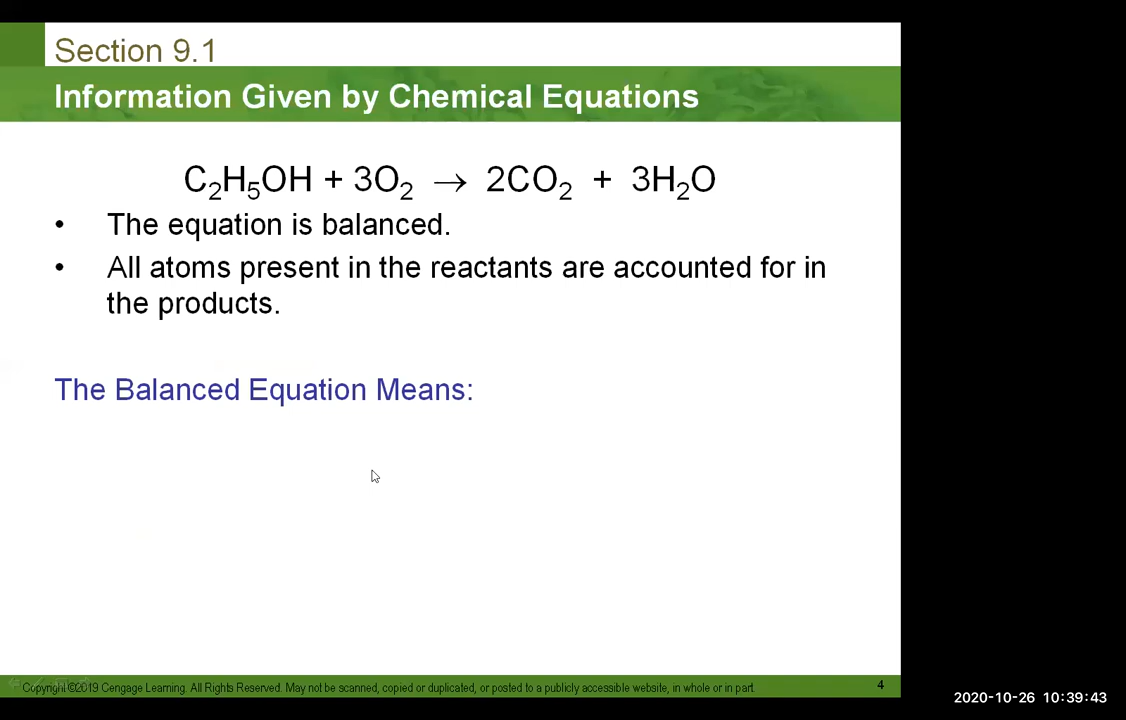 Section 9.1
Information Given by Chemical Equations
C₂H₅OH + 3O₂ → 2CO₂ + 3H₂O
• The equation is balanced.
• All atoms present in the reactants are accounted for in
the products.
The Balanced Equation Means:
Copyright ©2019 Cengage Learning. All Rights Reserved. May not be scanned, copied or duplicated, or posted to a publicly accessible website, in whole or in part.
4
2020-10-26 10:39:43